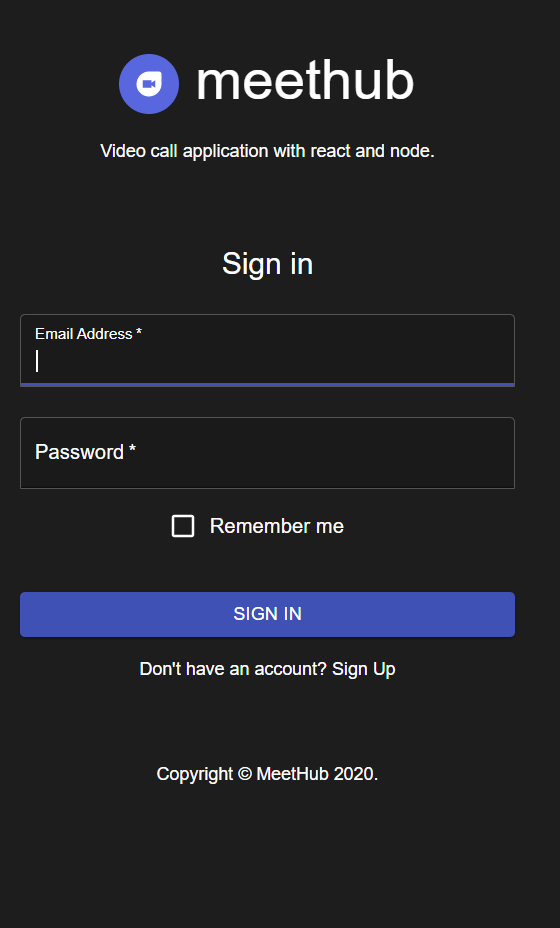 meethub
Video call application with react and node.
Sign in
Email Address *
Password *
Remember me
SIGN IN
Don't have an account? Sign Up
Copyright © MeetHub 2020.